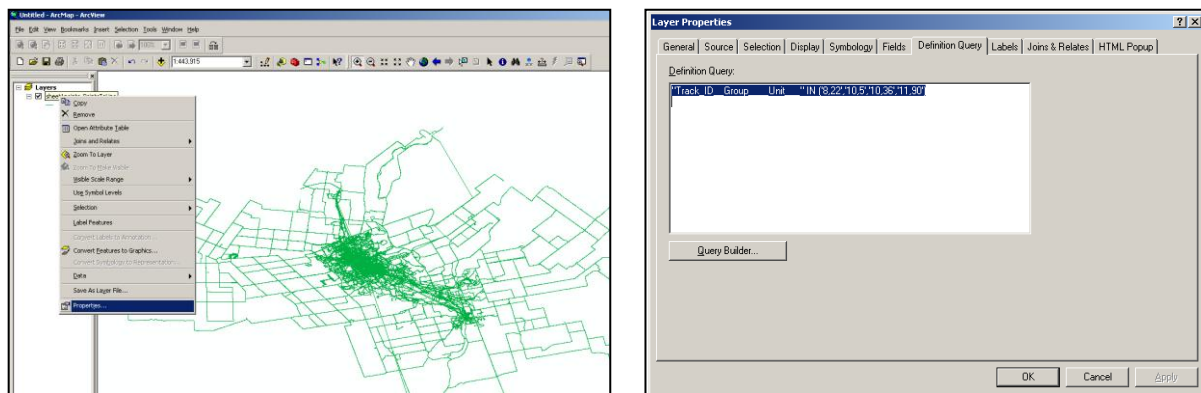 Untitled - ArcMap - ArcView
File Edit View Bookmarks Insert Selection Tools Window Help
100%
1:443,915
Layers
Copy
Remove
Open Attribute Table
Joins and Relates
Zoom To Layer
Zoom To Make Visible
Visible Scale Range
Use Symbol Levels
Selection
Label Features
Convert Labels to Annotation...
Convert Features to Graphics...
Convert Symbology to Representation...
Data
Save As Layer File...
Properties...
Layer Properties
General Source Selection Display Symbology Fields Definition Query Labels Joins & Relates HTML Popup
Definition Query:
"Track_ID__Group____Unit__" IN ('8,22','10,5','10,36','11,90'
Query Builder...
OK Cancel Apply